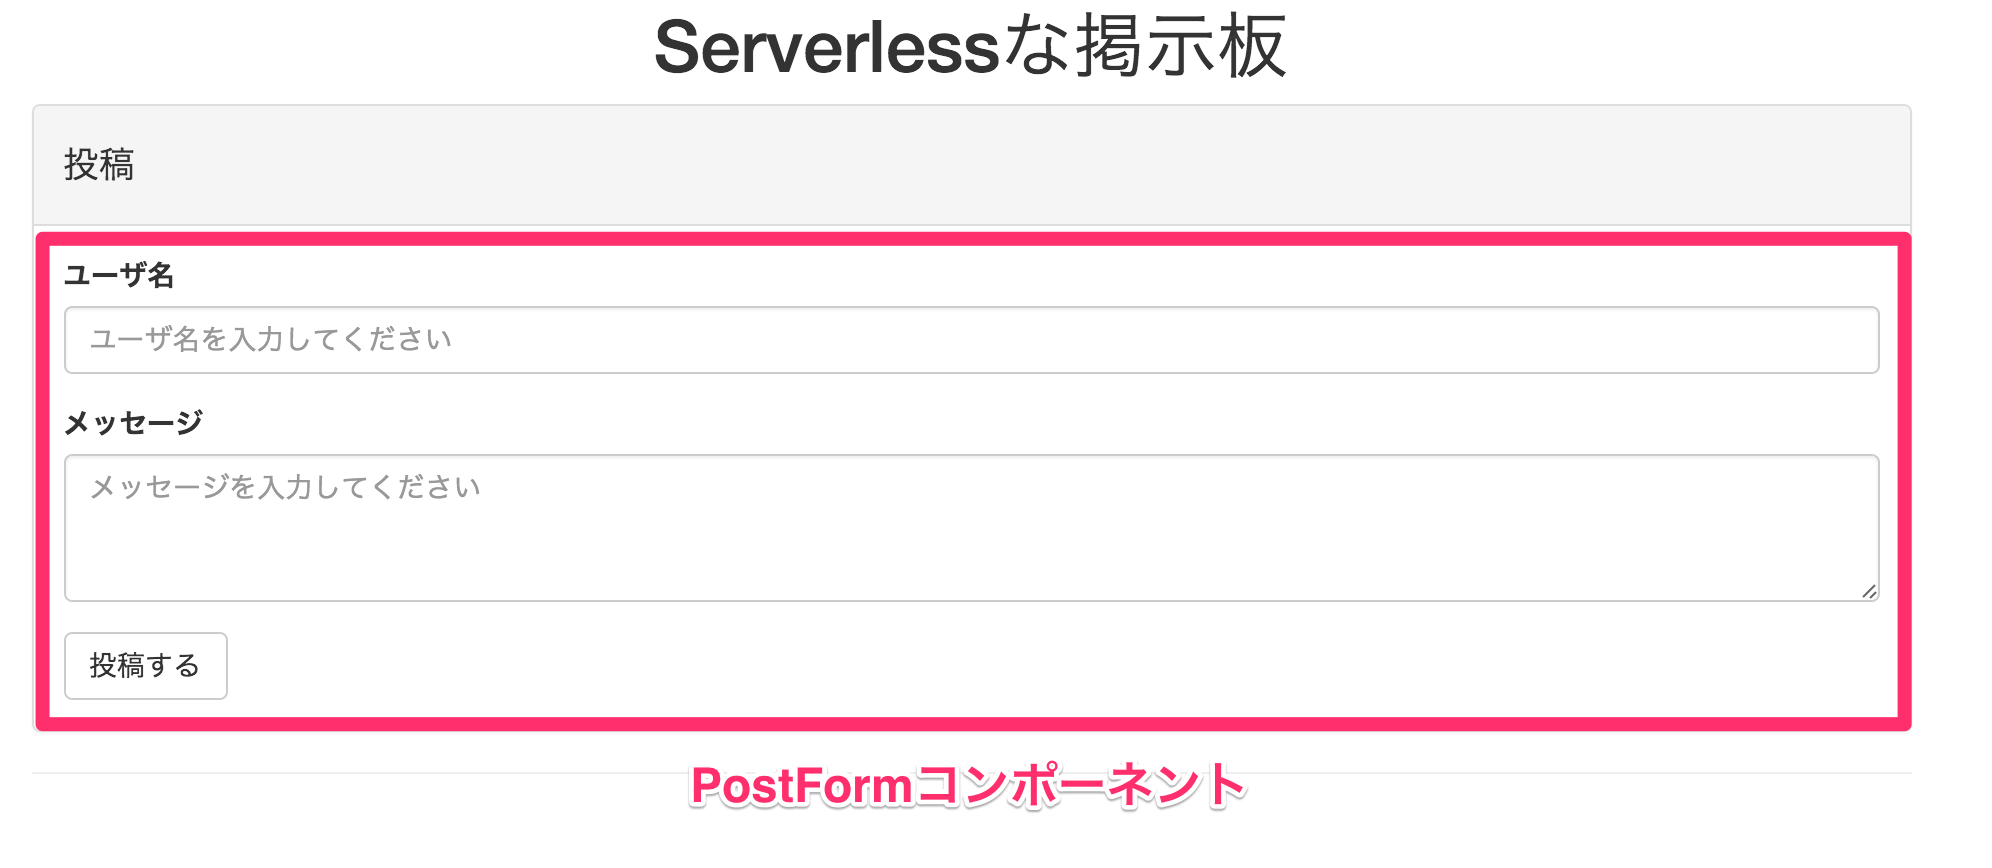 Serverlessな掲示板
投稿
ユーザ名
ユーザ名を入力してください
メッセージ
メッセージを入力してください
投稿する
PostFormコンポーネント